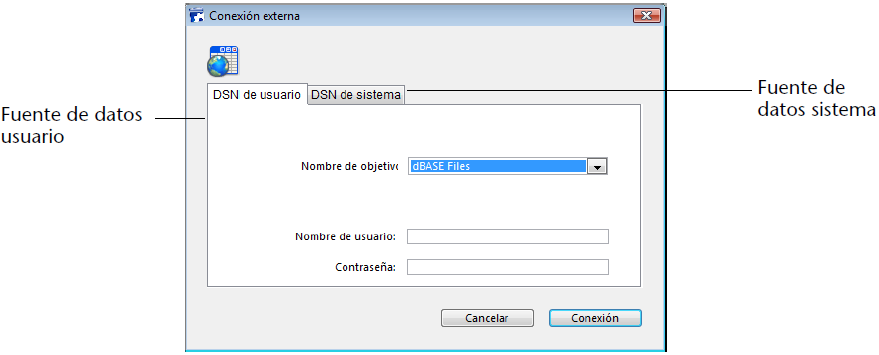 Conexión externa
DSN de usuario
DSN de sistema
Fuente de
datos sistema
Fuente de datos
usuario
Nombre de objetivo
dBASE Files
Nombre de usuario:
Contraseña:
Cancelar
Conexión